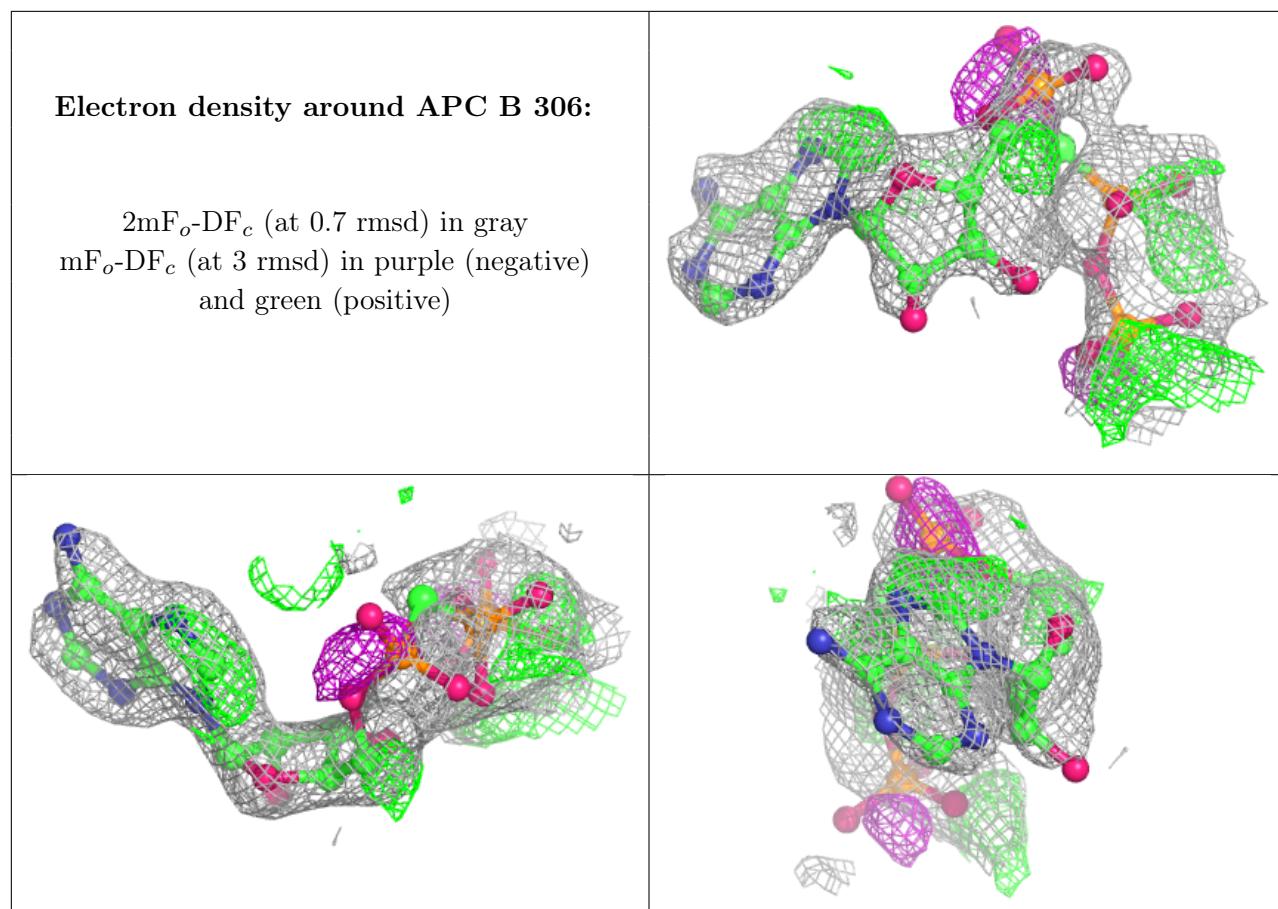 Electron density around APC B 306:
2mFo-DFc (at 0.7 rmsd) in gray
mFo-DFc (at 3 rmsd) in purple (negative)
and green (positive)